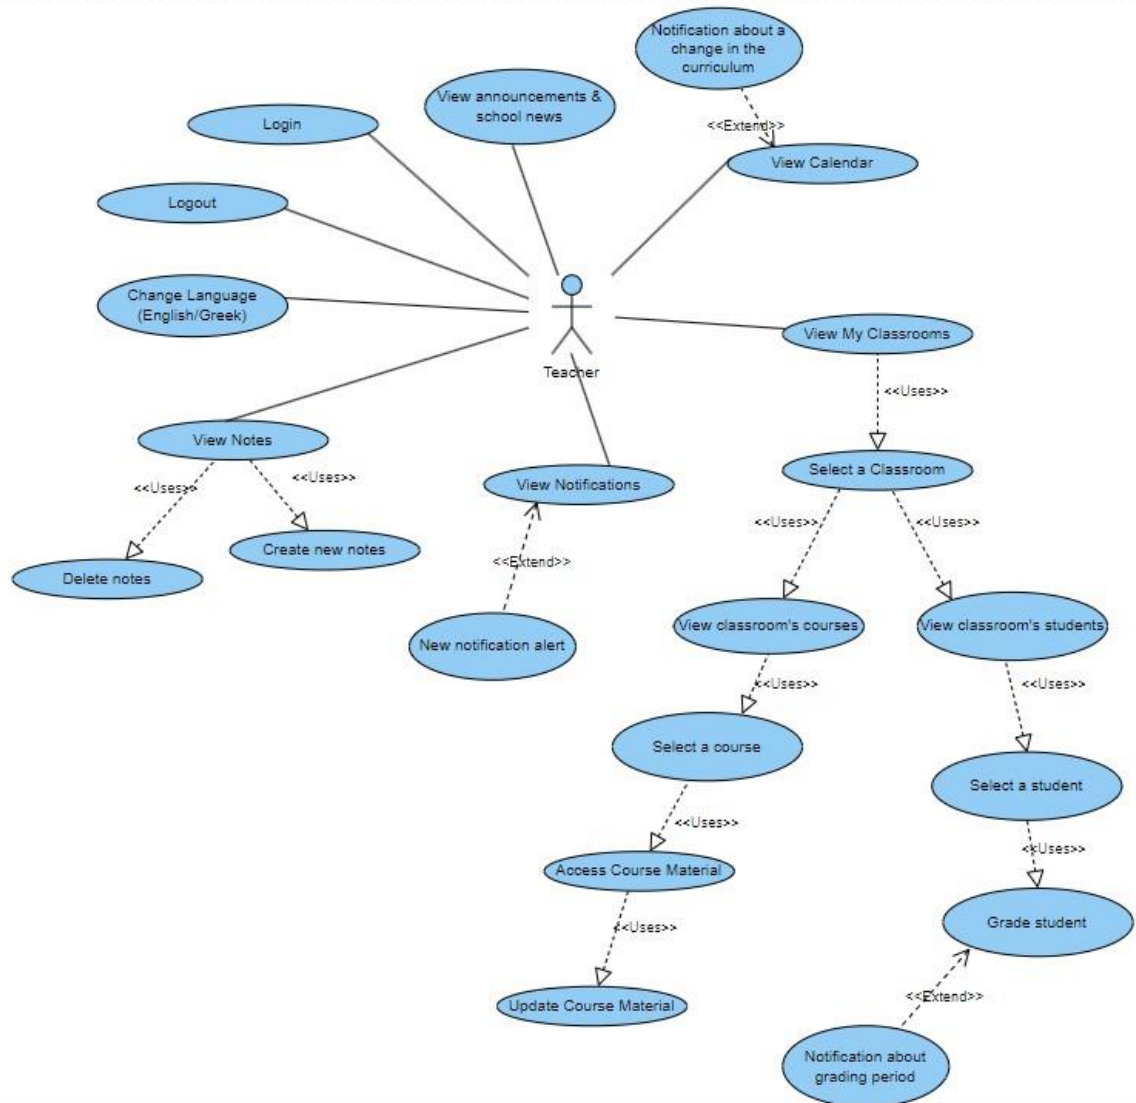 Notification about a
change in the
curriculum
View announcements &
school news
Login
<<Extend>>
View Calendar
Logout
Change Language
(English/Greek)
Teacher
View My Classrooms
<<Uses>>
View Notes
Select a Classroom
<<Uses>>
<<Uses>>
View Notifications
<<Uses>>
<<Uses>>
Create new notes
Delete notes
<<Extend>>
New notification alert
View classroom's courses
View classroom's students
<<Uses>>
<<Uses>>
Select a course
Select a student
<<Uses>>
<<Uses>>
Access Course Material
Grade student
<<Uses>>
<<Extend>>
Update Course Material
Notification about
grading period